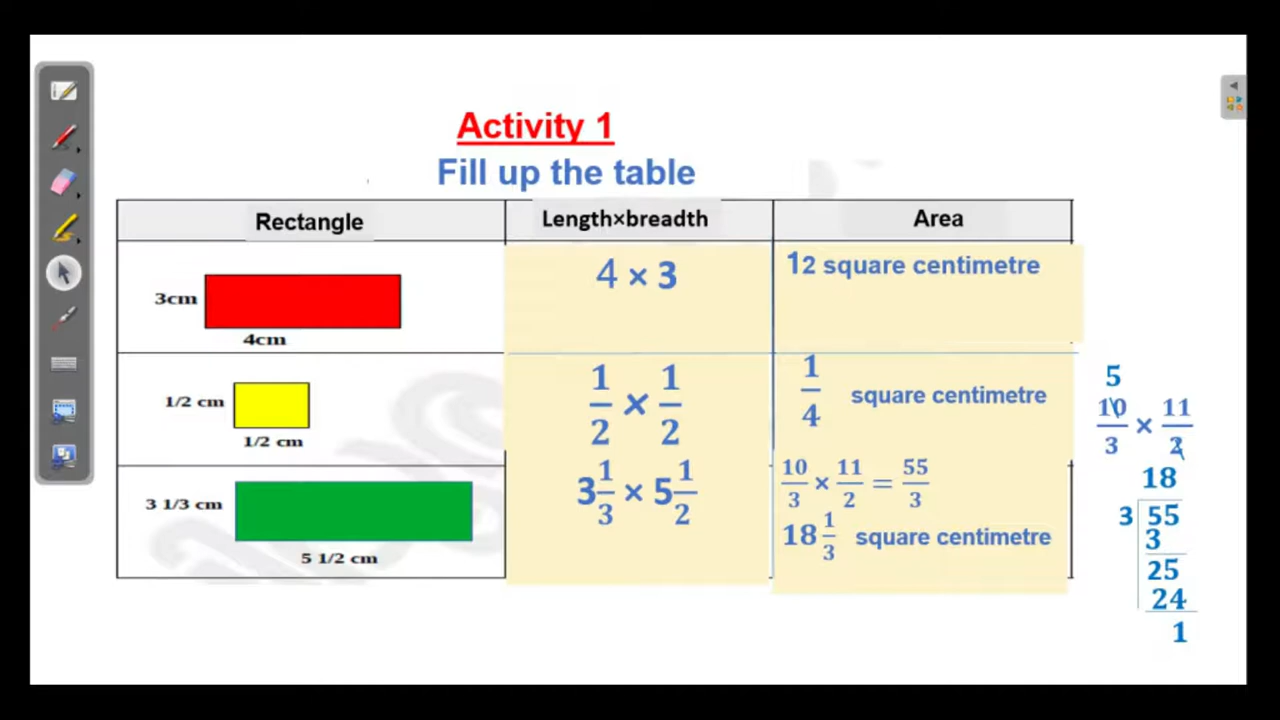 Activity 1
Fill up the table
Rectangle
Length×breadth
Area
3cm
4cm
4 × 3
12 square centimetre
1/2 cm
1/2 cm
1/2 × 1/2
1/4 square centimetre
3 1/3 cm
5 1/2 cm
3 1/3 × 5 1/2
10/3 × 11/2 = 55/3
18 1/3 square centimetre
5
10/3 × 11/2
18
3 55
3
25
24
1